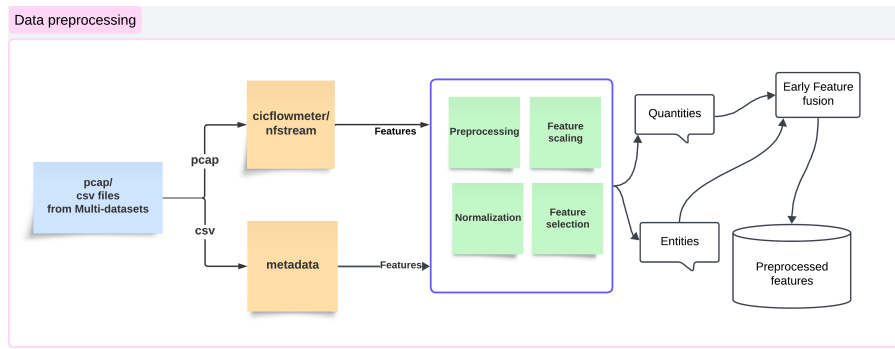 Data preprocessing
pcap/
csv files
from Multi-datasets
pcap
csv
cicflowmeter/
nfstream
metadata
Features
Features
Preprocessing
Feature
scaling
Normalization
Feature
selection
Quantities
Entities
Early Feature
fusion
Preprocessed
features